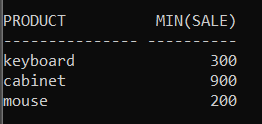 PRODUCT MIN(SALE)
--------------- ----------
keyboard 300
cabinet 900
mouse 200